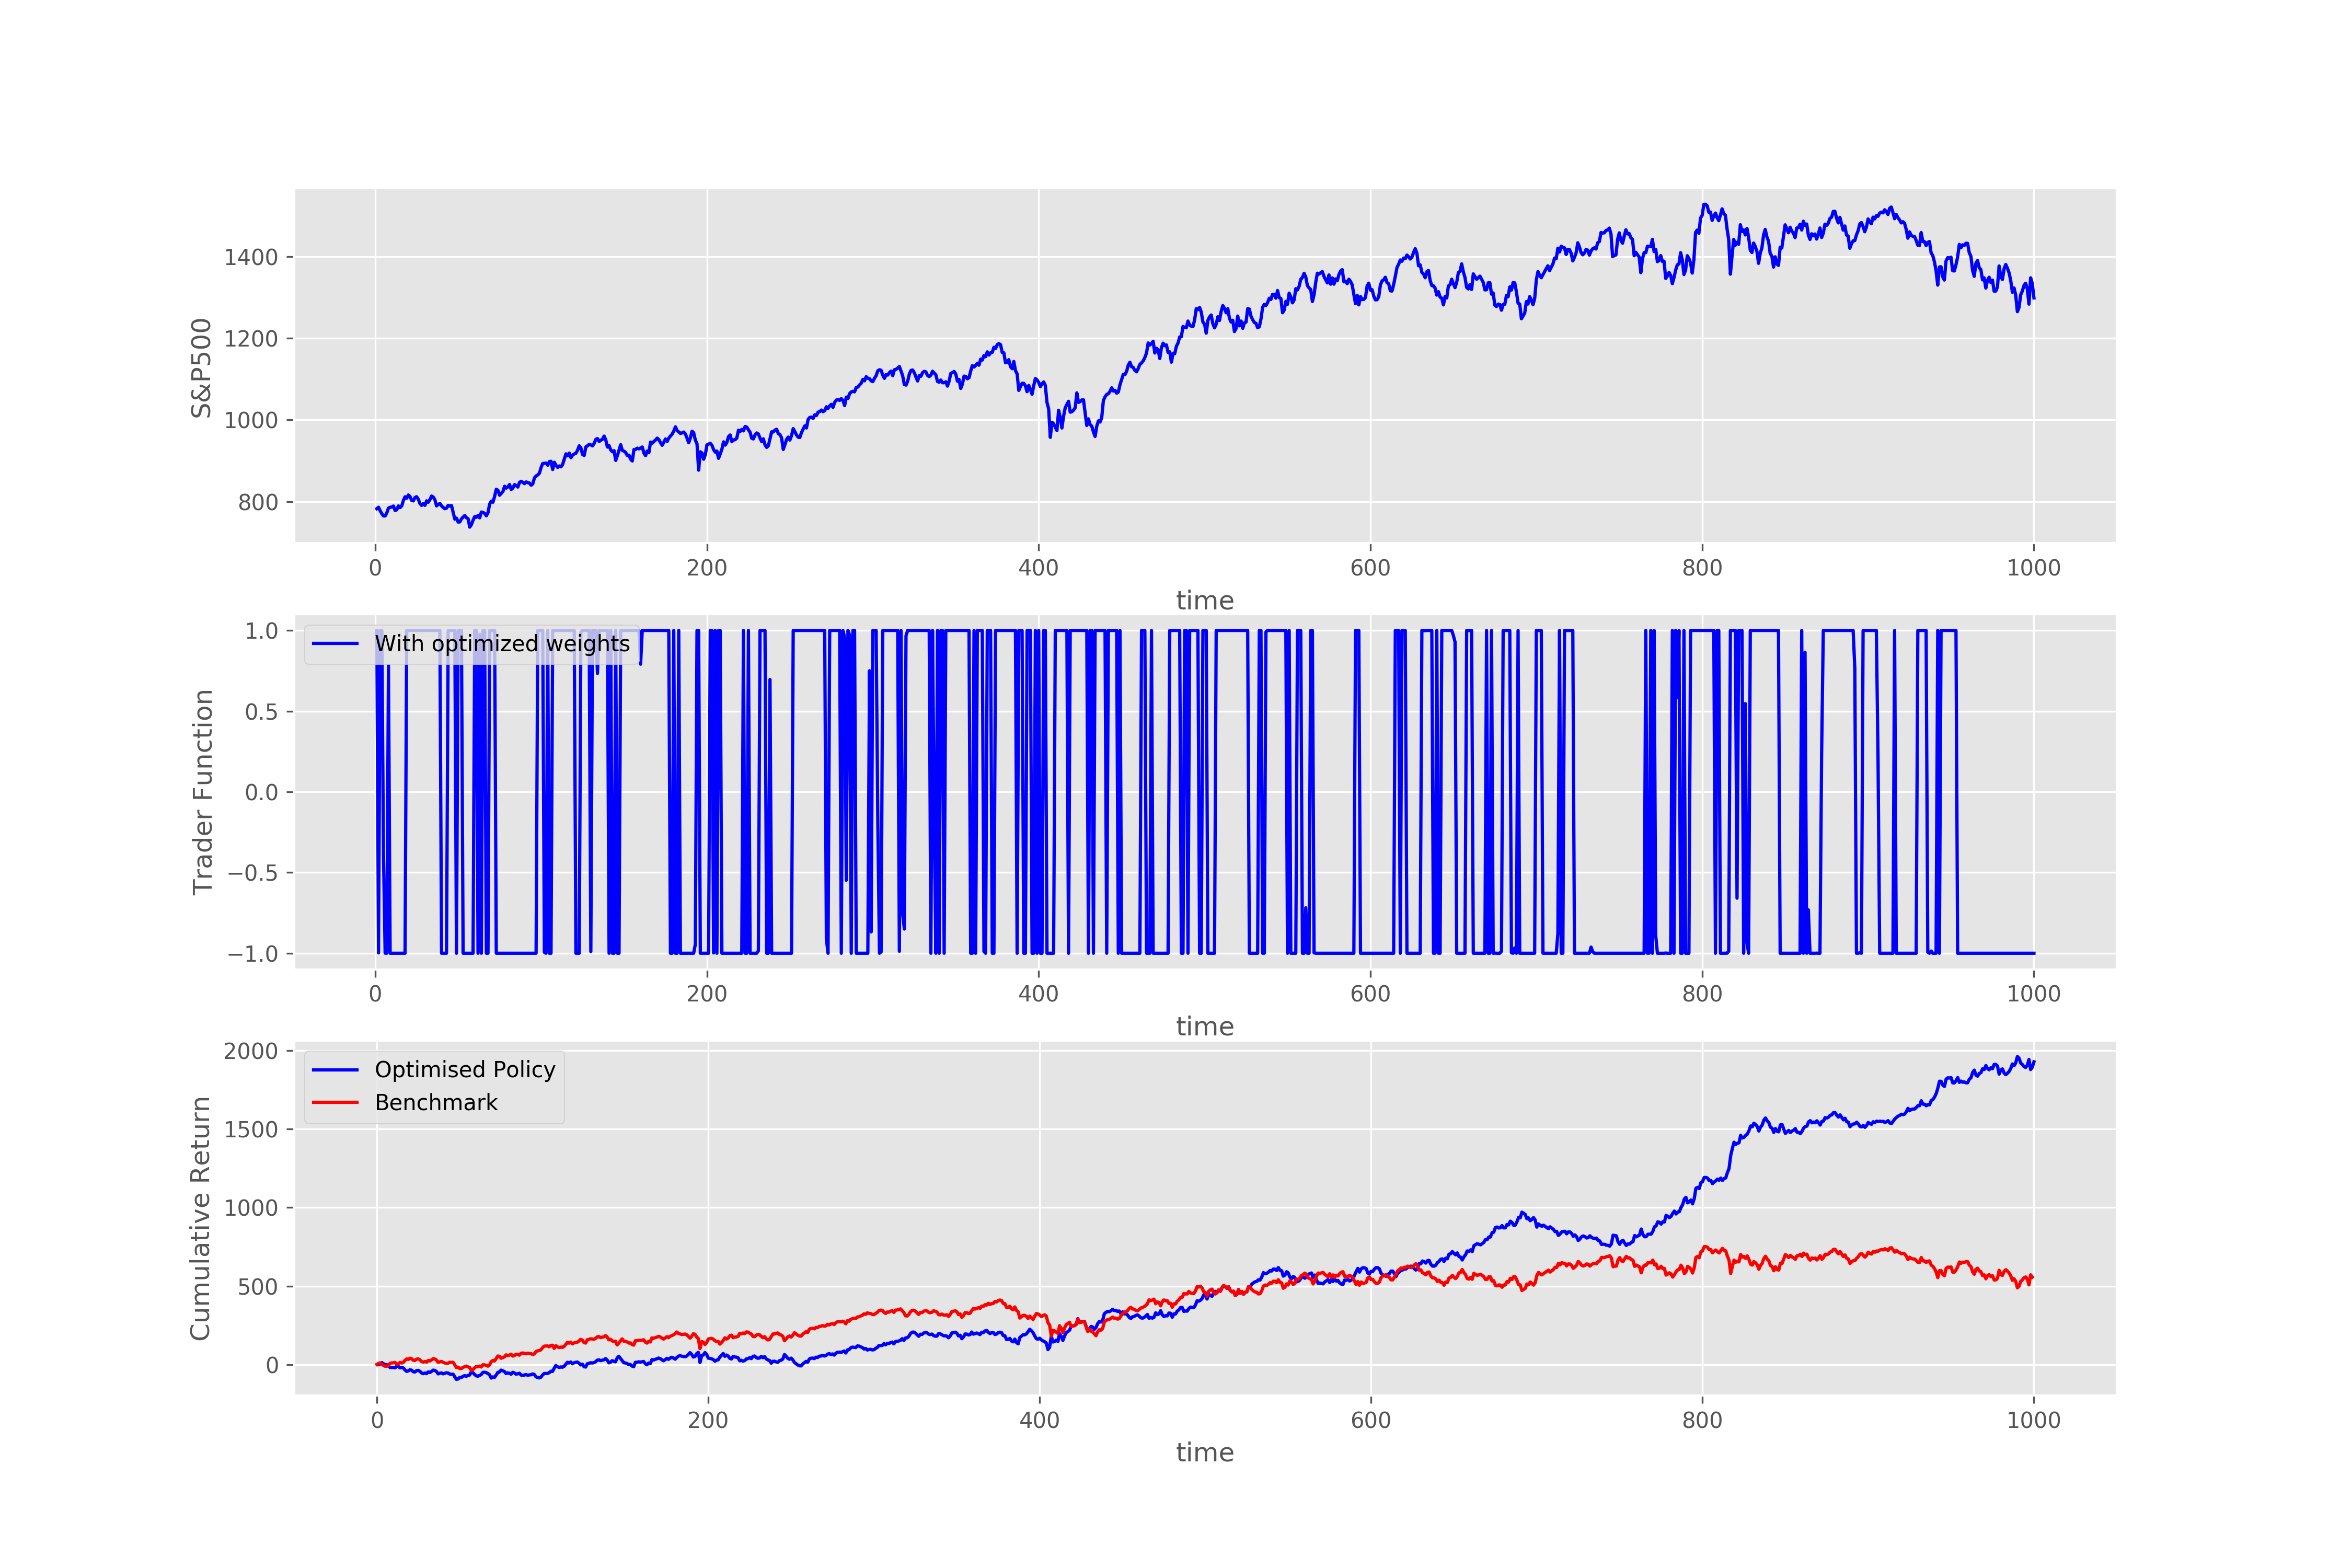 1400
1200
1000
800
S&P500
0 200 400 600 800 1000
time
With optimized weights
1.0
0.5
0.0
−0.5
−1.0
Trader Function
0 200 400 600 800 1000
time
Optimised Policy
Benchmark
2000
1500
1000
500
0
Cumulative Return
0 200 400 600 800 1000
time